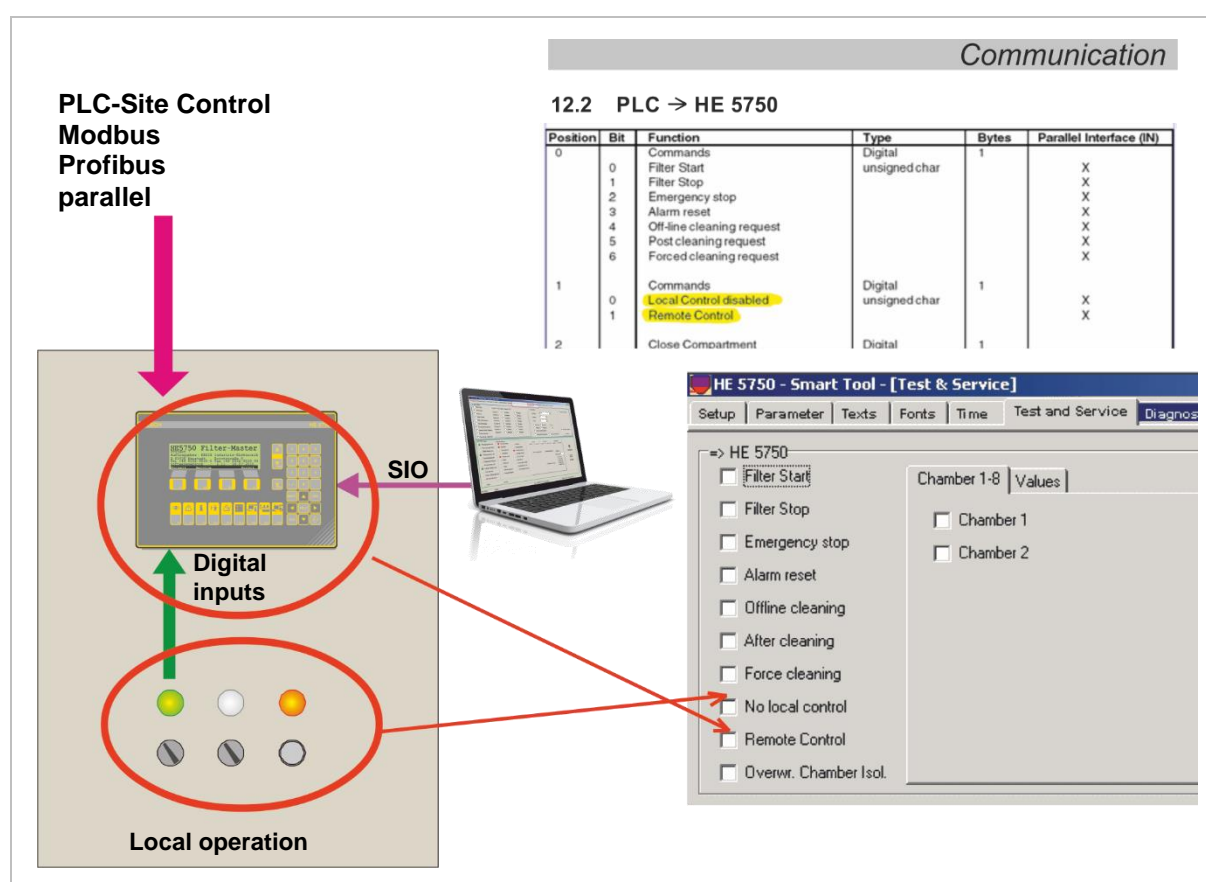 Communication
PLC-Site Control
Modbus
Profibus
parallel
12.2 PLC → HE 5750
Position Bit Function Type Bytes Parallel Interface (IN)
0 Commands Digital 1
0 Filter Start unsigned char X
1 Filter Stop X
2 Emergency stop X
3 Alarm reset X
4 Off-line cleaning request X
5 Post cleaning request X
6 Forced cleaning request X
1 Commands Digital 1
0 Local Control disabled unsigned char X
1 Remote Control X
2 Close Compartment Digital 1
HE5750 Filter-Master
SIO
Digital
inputs
Local operation
HE 5750 - Smart Tool - [Test & Service]
Setup Parameter Texts Fonts Time Test and Service Diagnos
=> HE 5750
Filter Start
Filter Stop
Emergency stop
Alarm reset
Offline cleaning
After cleaning
Force cleaning
No local control
Remote Control
Overwr. Chamber Isol.
Chamber 1-8 Values
Chamber 1
Chamber 2